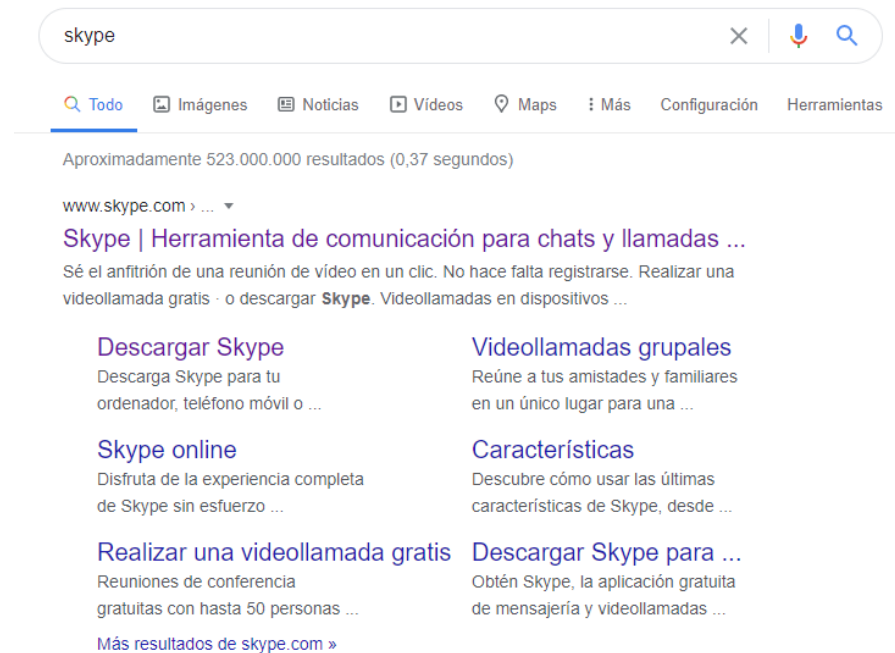 skype
Todo Imágenes Noticias Vídeos Maps Más Configuración Herramientas
Aproximadamente 523.000.000 resultados (0,37 segundos)
www.skype.com › ...
Skype | Herramienta de comunicación para chats y llamadas ...
Sé el anfitrión de una reunión de vídeo en un clic. No hace falta registrarse. Realizar una
videollamada gratis · o descargar Skype. Videollamadas en dispositivos ...
Descargar Skype
Descarga Skype para tu
ordenador, teléfono móvil o ...
Videollamadas grupales
Reúne a tus amistades y familiares
en un único lugar para una ...
Skype online
Disfruta de la experiencia completa
de Skype sin esfuerzo ...
Características
Descubre cómo usar las últimas
características de Skype, desde ...
Realizar una videollamada gratis
Reuniones de conferencia
gratuitas con hasta 50 personas ...
Descargar Skype para ...
Obtén Skype, la aplicación gratuita
de mensajería y videollamadas ...
Más resultados de skype.com »